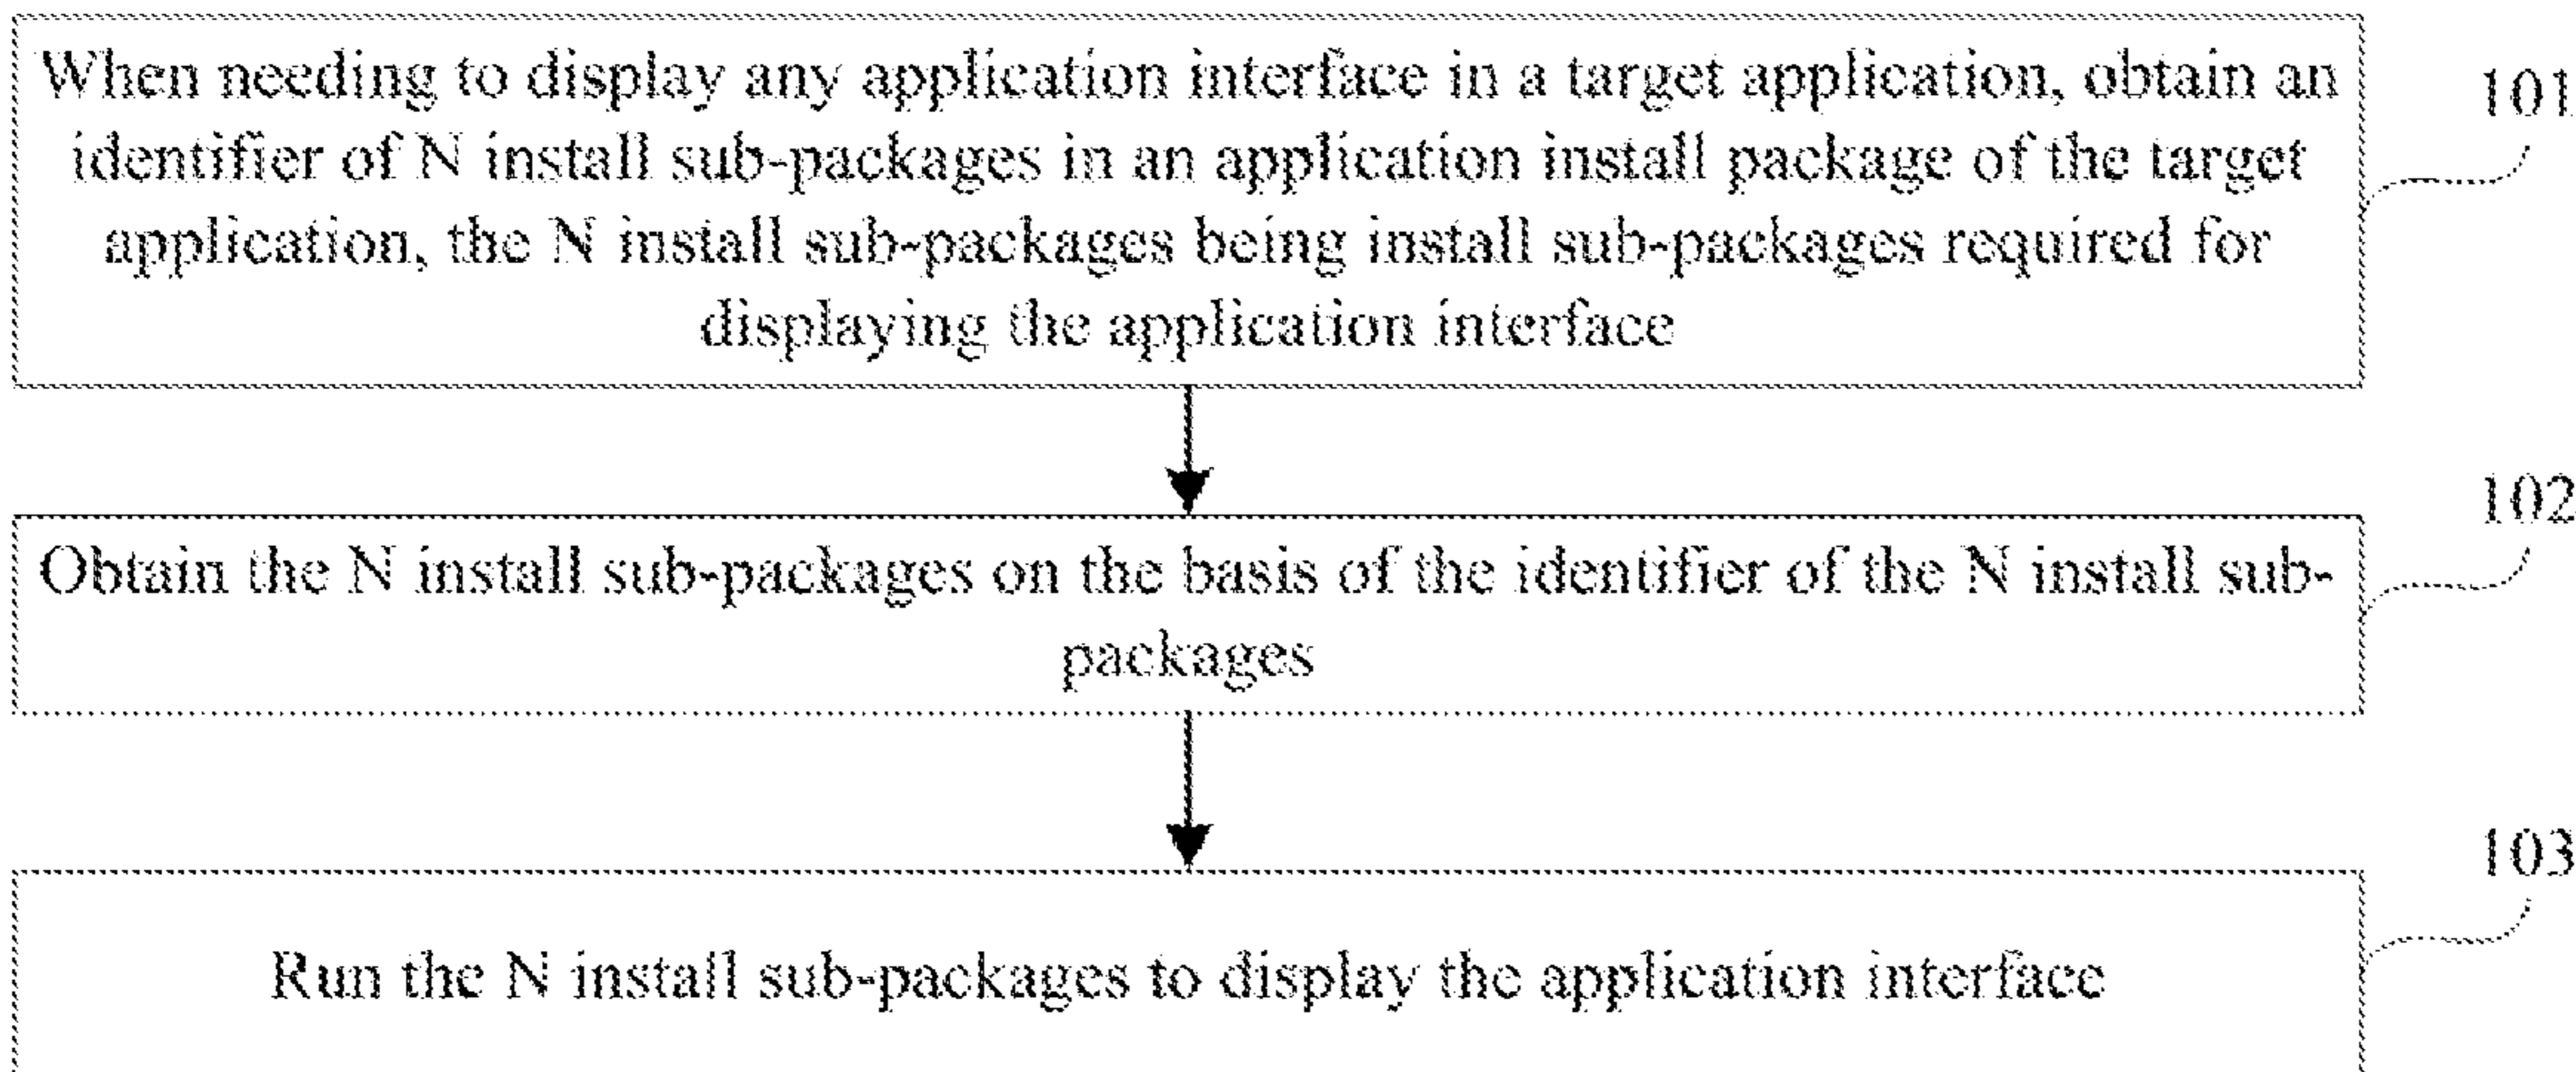 When needing to display any application interface in a target application, obtain an
identifier of N install sub-packages in an application install package of the target
application, the N install sub-packages being install sub-packages required for
displaying the application interface
101
Obtain the N install sub-packages on the basis of the identifier of the N install sub-
packages
102
Run the N install sub-packages to display the application interface
103